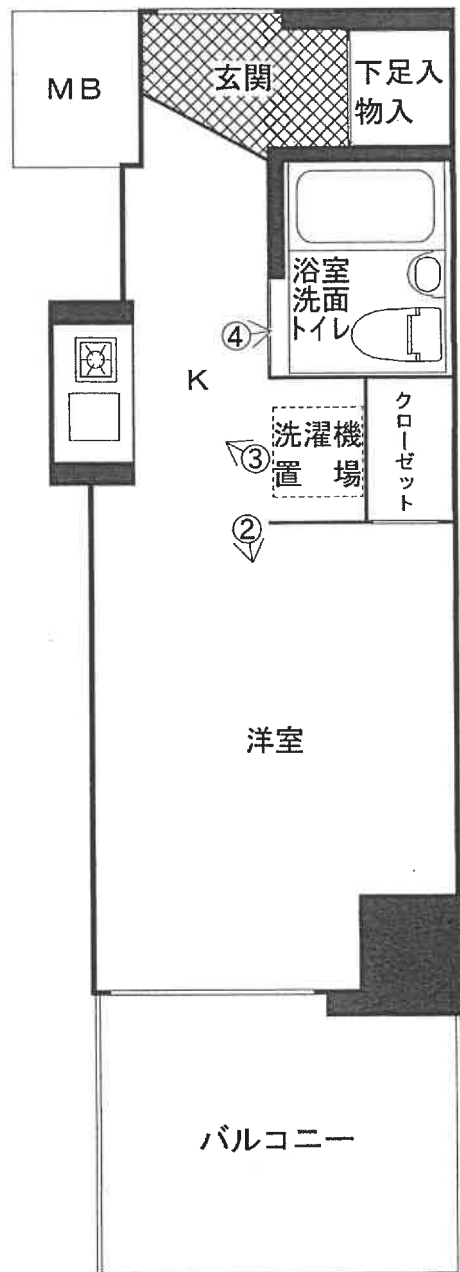 MB
玄関
下足入
物入
浴室
洗面
トイレ
④
K
クローゼット
③
洗濯機
置場
②
洋室
バルコニー